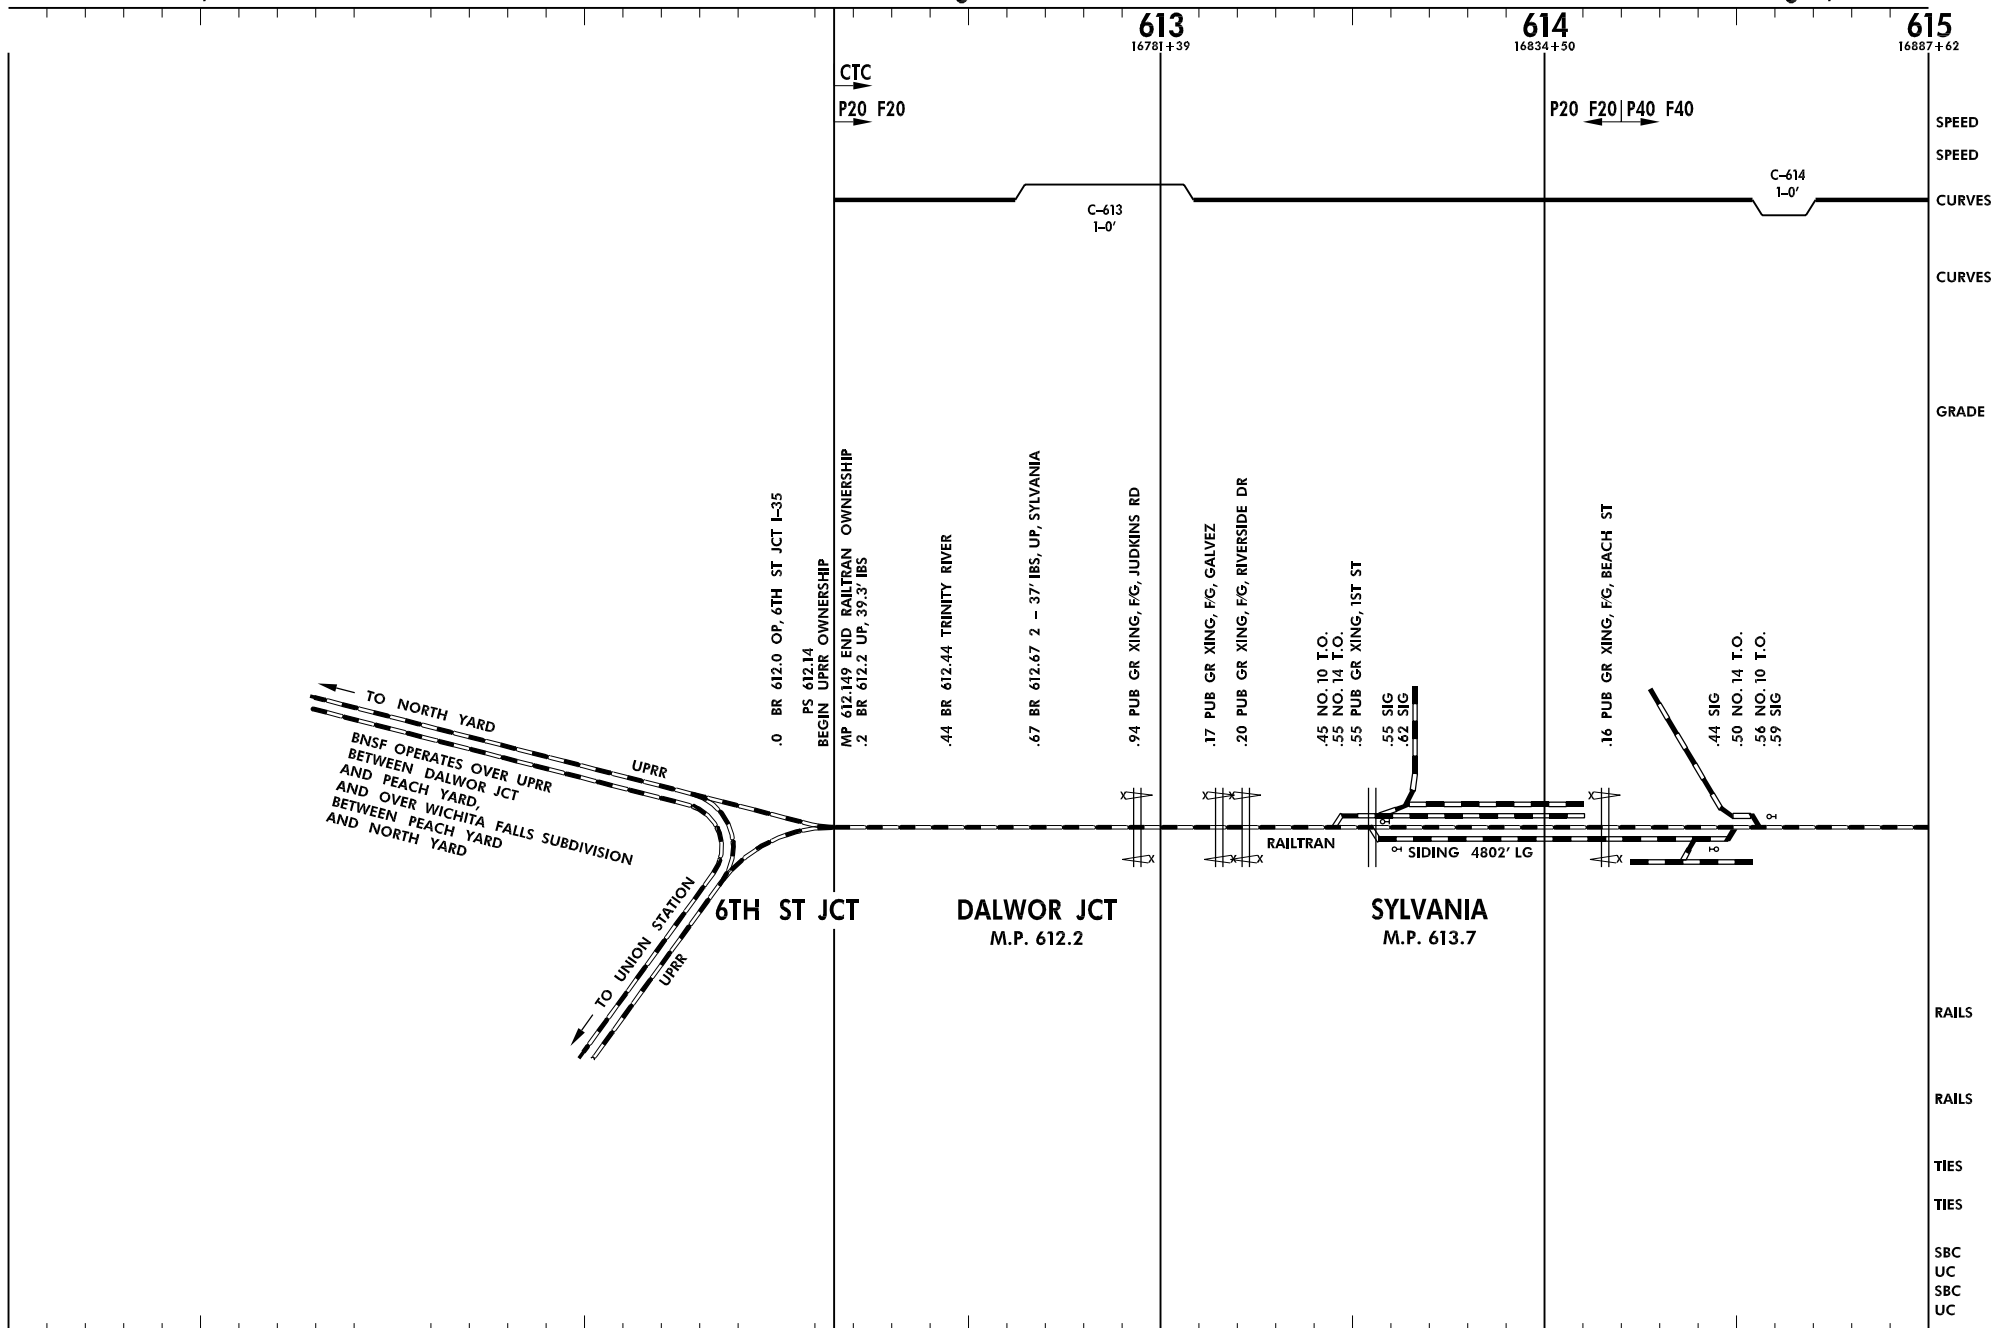 613
16781+39
614
16834+50
615
16887+62
CTC
P20 F20
P20 F20 P40 F40
SPEED
SPEED
C-613
1-0'
C-614
1-0'
CURVES
CURVES
GRADE
.0 BR 612.0 OP, 6TH ST JCT I-35
PS 612.14
BEGIN UPRR OWNERSHIP
MP 612.149 END RAILTRAN OWNERSHIP
.2 BR 612.2 UP, 39.3' IBS
.44 BR 612.44 TRINITY RIVER
.67 BR 612.67 2 - 37' IBS, UP, SYLVANIA
.94 PUB GR XING, F/G, JUDKINS RD
.17 PUB GR XING, F/G, GALVEZ
.20 PUB GR XING, F/G, RIVERSIDE DR
.45 NO. 10 T.O.
.55 NO. 14 T.O.
.55 PUB GR XING, 1ST ST
.55 SIG
.62 SIG
.16 PUB GR XING, F/G, BEACH ST
.44 SIG
.50 NO. 14 T.O.
.56 NO. 10 T.O.
.59 SIG
TO NORTH YARD
UPRR
BNSF OPERATES OVER UPRR
BETWEEN DALWOR JCT
AND PEACH YARD,
AND OVER WICHITA FALLS SUBDIVISION
BETWEEN PEACH YARD
AND NORTH YARD
X X X X
RAILTRAN
SIDING 4802' LG
X X X X
TO UNION STATION
UPRR
6TH ST JCT
DALWOR JCT
M.P. 612.2
SYLVANIA
M.P. 613.7
RAILS
RAILS
TIES
TIES
SBC
UC
SBC
UC